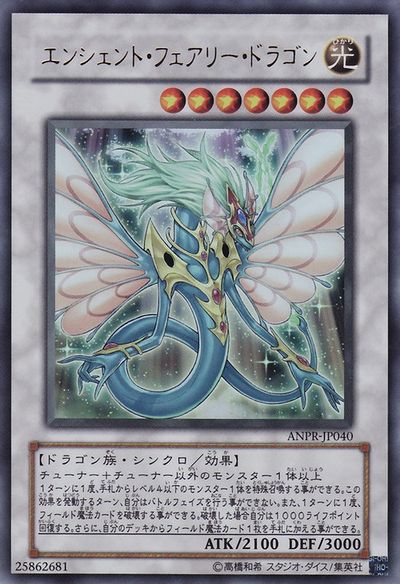 エンシェント・フェアリー・ドラゴン
光
ANPR-JP040
【ドラゴン族・シンクロ/効果】
チューナー+チューナー以外のモンスター1体以上
1ターンに1度、手札からレベル4以下のモンスター1体を特殊召喚する事ができる。この
効果を発動するターン、自分はバトルフェイズを行う事ができない。また、1ターンに1度、
フィールド魔法カードを破壊する事ができる。破壊した場合自分は1000ライフポイント
回復する。さらに、自分のデッキからフィールド魔法カード1枚を手札に加える事ができる。
ATK/2100 DEF/3000
25862681
©高橋和希 スタジオ・ダイス/集英社